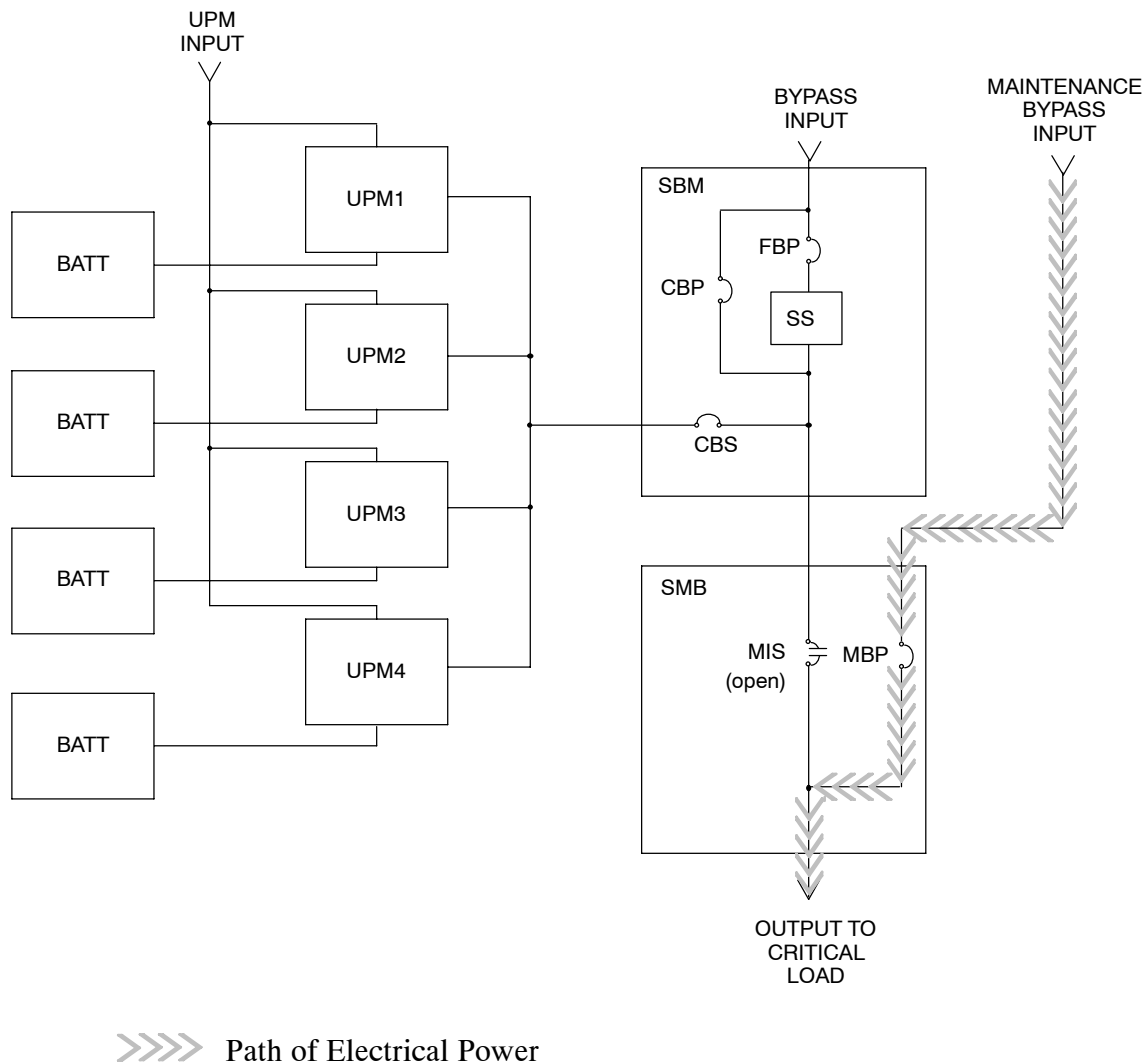 UPM
INPUT
BYPASS
INPUT
MAINTENANCE
BYPASS
INPUT
UPM1
SBM
BATT
FBP
CBP
SS
UPM2
BATT
CBS
UPM3
BATT
SMB
UPM4
MIS
(open)
MBP
BATT
OUTPUT TO
CRITICAL
LOAD
Path of Electrical Power